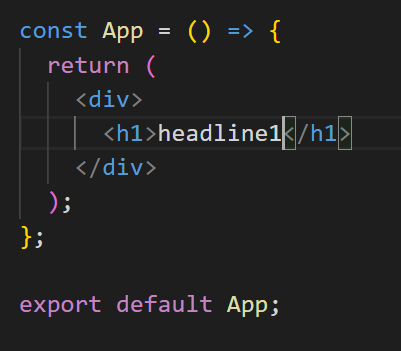 const App = () => {
  return (
    <div>
      <h1>headline1</h1>
    </div>
  );
};

export default App;